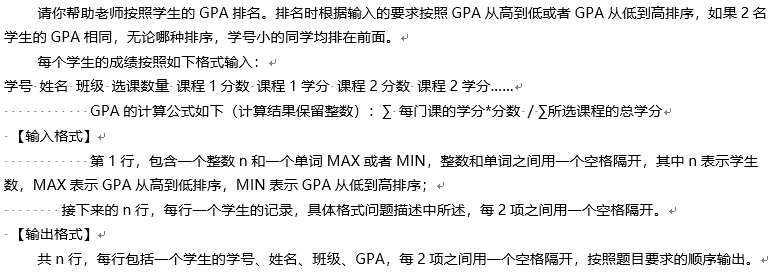 请你帮助老师按照学生的 GPA 排名。排名时根据输入的要求按照 GPA 从高到低或者 GPA 从低到高排序，如果 2 名
学生的 GPA 相同，无论哪种排序，学号小的同学均排在前面。
每个学生的成绩按照如下格式输入：
学号 姓名 班级 选课数量 课程 1 分数 课程 1 学分 课程 2 分数 课程 2 学分……
GPA 的计算公式如下（计算结果保留整数）：∑ 每门课的学分*分数 / ∑所选课程的总学分
【输入格式】
第 1 行，包含一个整数 n 和一个单词 MAX 或者 MIN，整数和单词之间用一个空格隔开，其中 n 表示学生
数，MAX 表示 GPA 从高到低排序，MIN 表示 GPA 从低到高排序；
接下来的 n 行，每行一个学生的记录，具体格式问题描述中所述，每 2 项之间用一个空格隔开。
【输出格式】
共 n 行，每行包括一个学生的学号、姓名、班级、GPA，每 2 项之间用一个空格隔开，按照题目要求的顺序输出。